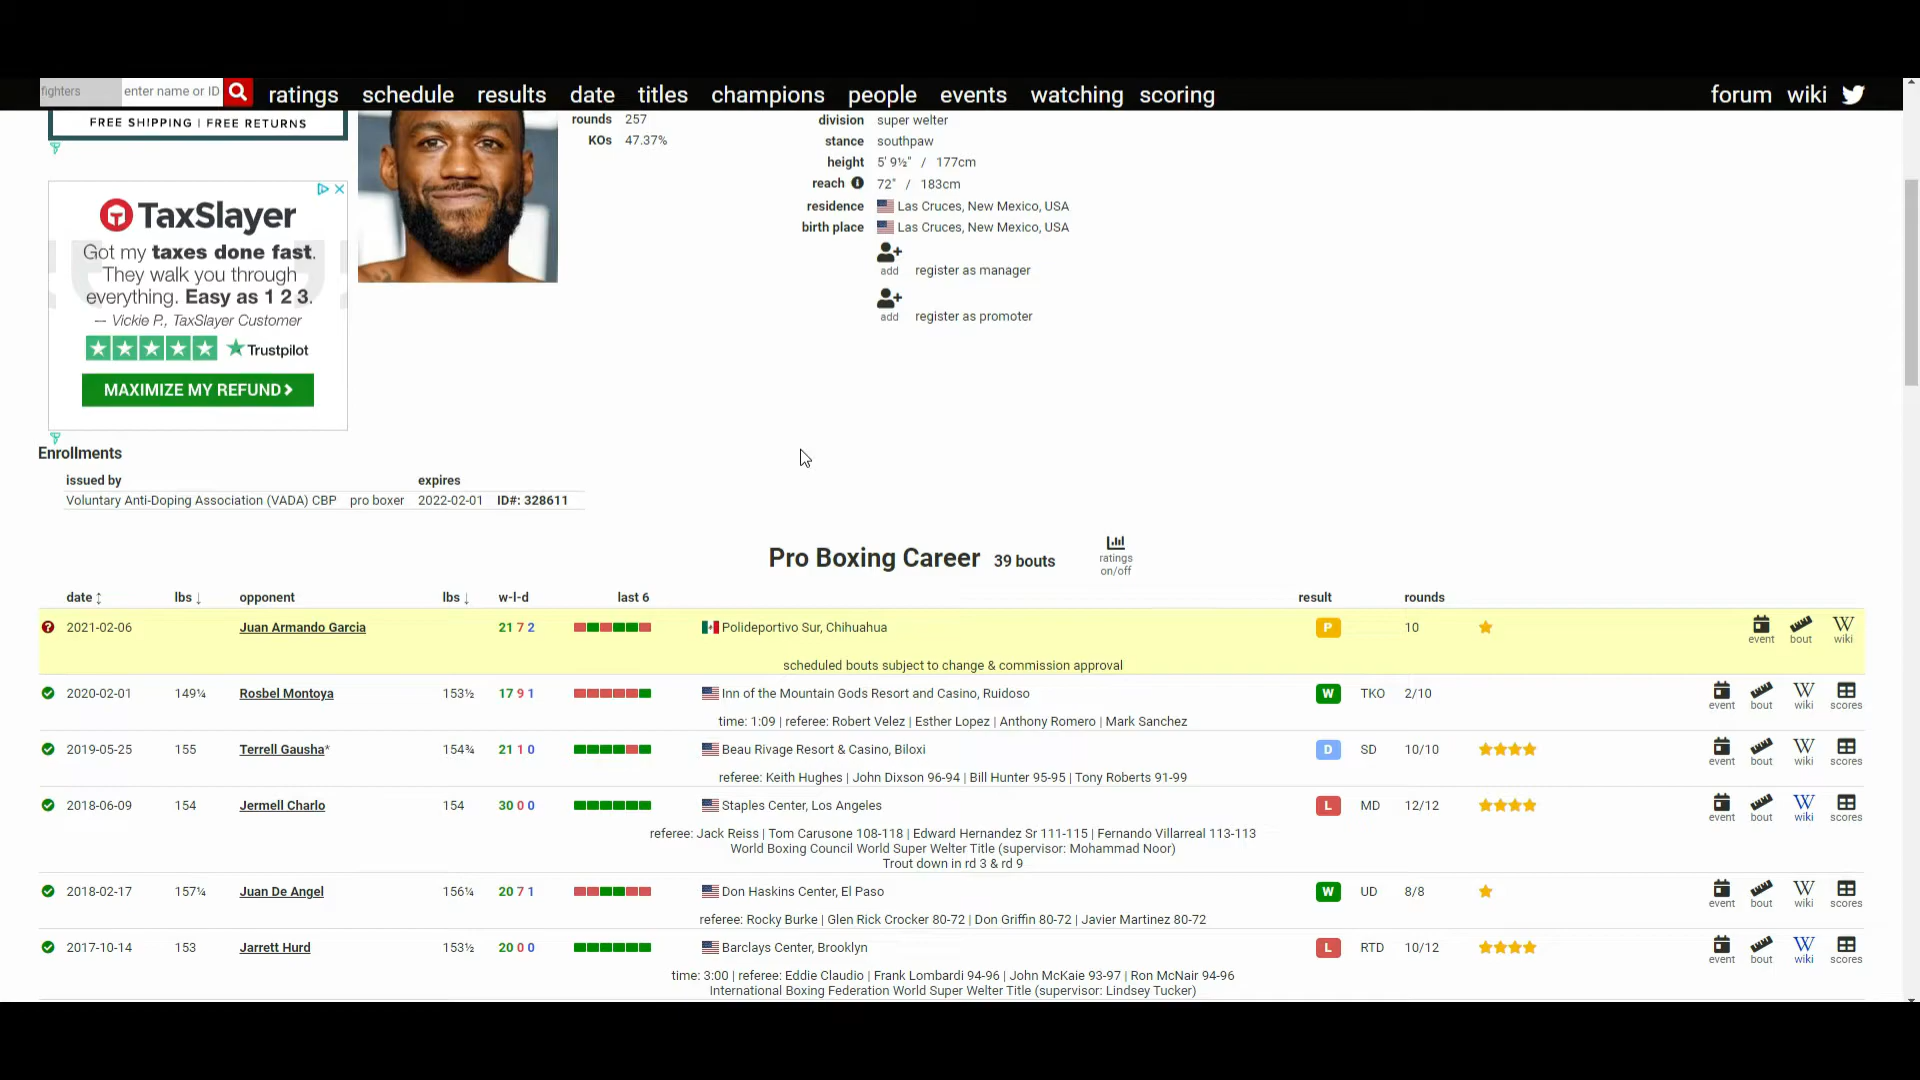 fighters enter name or ID ratings schedule results date titles champions people events watching scoring forum wiki
FREE SHIPPING | FREE RETURNS
rounds 257
KOs 47.37%
division super welter
stance southpaw
height 5' 9½" / 177cm
reach 72" / 183cm
residence Las Cruces, New Mexico, USA
birth place Las Cruces, New Mexico, USA
add register as manager
add register as promoter
TaxSlayer
Got my taxes done fast.
They walk you through
everything. Easy as 1 2 3.
— Vickie P., TaxSlayer Customer
Trustpilot
MAXIMIZE MY REFUND
Enrollments
issued by expires
Voluntary Anti-Doping Association (VADA) CBP pro boxer 2022-02-01 ID#: 328611
Pro Boxing Career 39 bouts
ratings
on/off
date lbs opponent lbs w-l-d last 6 result rounds
2021-02-06 Juan Armando Garcia 21 7 2 Polideportivo Sur, Chihuahua P 10 event bout wiki
scheduled bouts subject to change & commission approval
2020-02-01 149¼ Rosbel Montoya 153½ 17 9 1 Inn of the Mountain Gods Resort and Casino, Ruidoso W TKO 2/10 event bout wiki scores
time: 1:09 | referee: Robert Velez | Esther Lopez | Anthony Romero | Mark Sanchez
2019-05-25 155 Terrell Gausha* 154¾ 21 1 0 Beau Rivage Resort & Casino, Biloxi D SD 10/10 event bout wiki scores
referee: Keith Hughes | John Dixson 96-94 | Bill Hunter 95-95 | Tony Roberts 91-99
2018-06-09 154 Jermell Charlo 154 30 0 0 Staples Center, Los Angeles L MD 12/12 event bout wiki scores
referee: Jack Reiss | Tom Carusone 108-118 | Edward Hernandez Sr 111-115 | Fernando Villarreal 113-113
World Boxing Council World Super Welter Title (supervisor: Mohammad Noor)
Trout down in rd 3 & rd 9
2018-02-17 157¼ Juan De Angel 156¼ 20 7 1 Don Haskins Center, El Paso W UD 8/8 event bout wiki scores
referee: Rocky Burke | Glen Rick Crocker 80-72 | Don Griffin 80-72 | Javier Martinez 80-72
2017-10-14 153 Jarrett Hurd 153½ 20 0 0 Barclays Center, Brooklyn L RTD 10/12 event bout wiki scores
time: 3:00 | referee: Eddie Claudio | Frank Lombardi 94-96 | John McKaie 93-97 | Ron McNair 94-96
International Boxing Federation World Super Welter Title (supervisor: Lindsey Tucker)